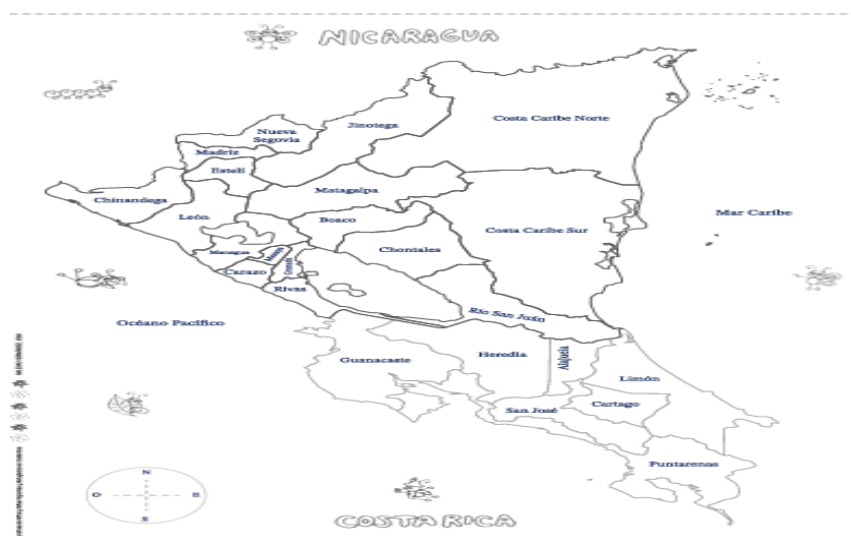 NICARAGUA
Costa Caribe Norte
Jinotega
Nueva
Segovia
Madriz
Estelí
Matagalpa
Chinandega
León
Boaco
Mar Caribe
Costa Caribe Sur
Chontales
Managua
Masaya
Granada
Carazo
Rivas
Río San Juan
Océano Pacífico
Guanacaste
Heredia
Alajuela
Limón
San José
Cartago
Puntarenas
N
O
E
S
COSTA RICA